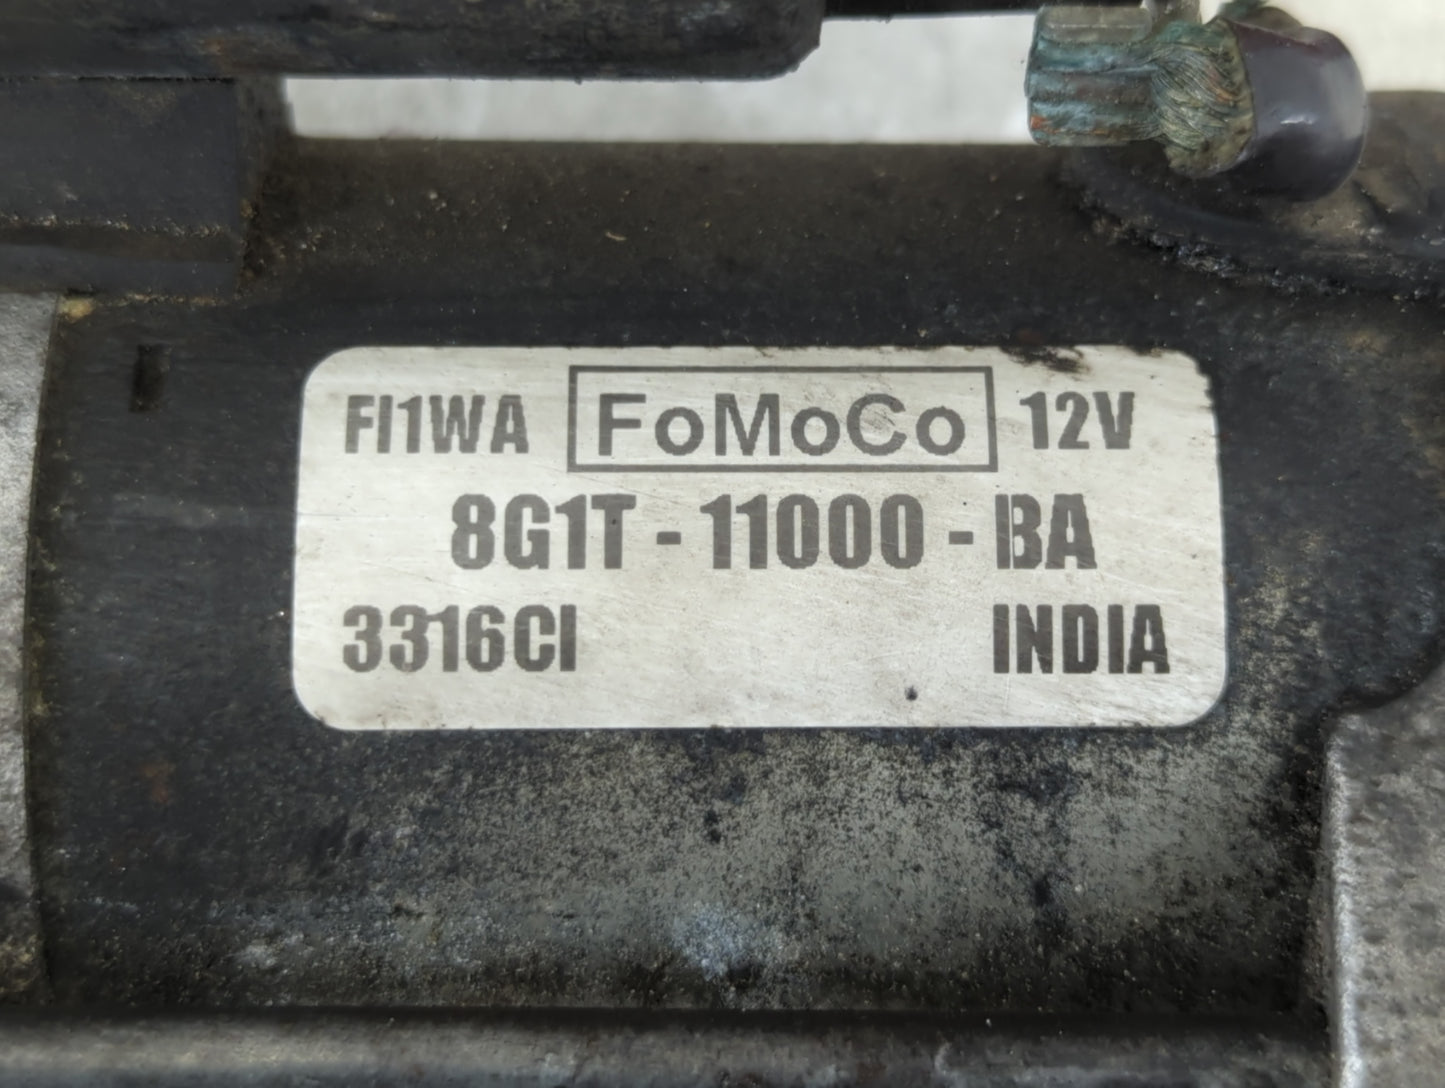 FI1WA FoMoCo 12V
8G1T - 11000 - BA
3316CI INDIA